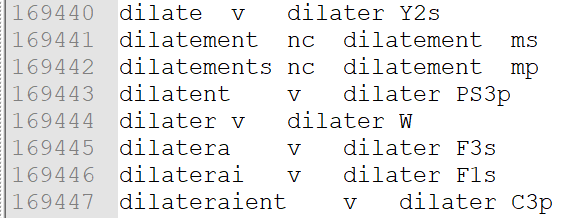 169440 dilate v dilater Y2s
169441 dilatement nc dilatement ms
169442 dilatements nc dilatement mp
169443 dilatent v dilater PS3p
169444 dilater v dilater W
169445 dilatera v dilater F3s
169446 dilaterai v dilater F1s
169447 dilateraient v dilater C3p